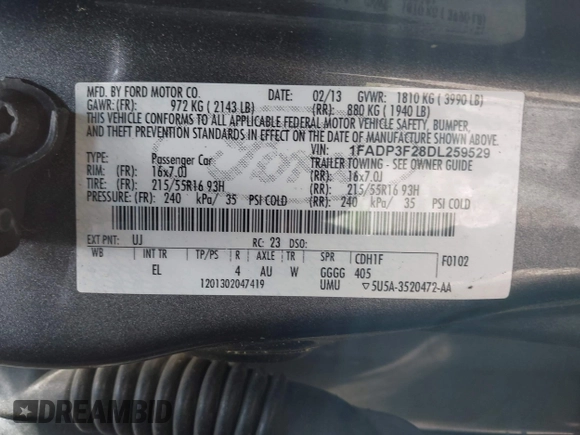 MFD. BY FORD MOTOR CO. DATE: 02/13 GVWR: 1810 KG ( 3990 LB)
GAWR: (FR): 972 KG ( 2143 LB) (RR): 880 KG ( 1940 LB)
THIS VEHICLE CONFORMS TO ALL APPLICABLE FEDERAL MOTOR VEHICLE SAFETY, BUMPER,
AND THEFT PREVENTION STANDARDS IN EFFECT ON THE DATE OF MANUFACTURE SHOWN ABOVE.
VIN: 1FADP3F28DL259529
TYPE: Passenger Car TRAILER TOWING - SEE OWNER GUIDE
RIM: (FR): 16x7.0J (RR): 16x7.0J
TIRE: (FR): 215/55R16 93H (RR): 215/55R16 93H
PRESSURE: (FR): 240 kPa/ 35 PSI COLD (RR): 240 kPa/ 35 PSI COLD
EXT PNT: UJ RC: 23 DSO:
WB INT TR TP/PS R AXLE TR SPR CDH1F F0102
EL 4 AU W GGGG 405
1201302047419 UMU ▽5U5A-3520472-AA
DREAMBID